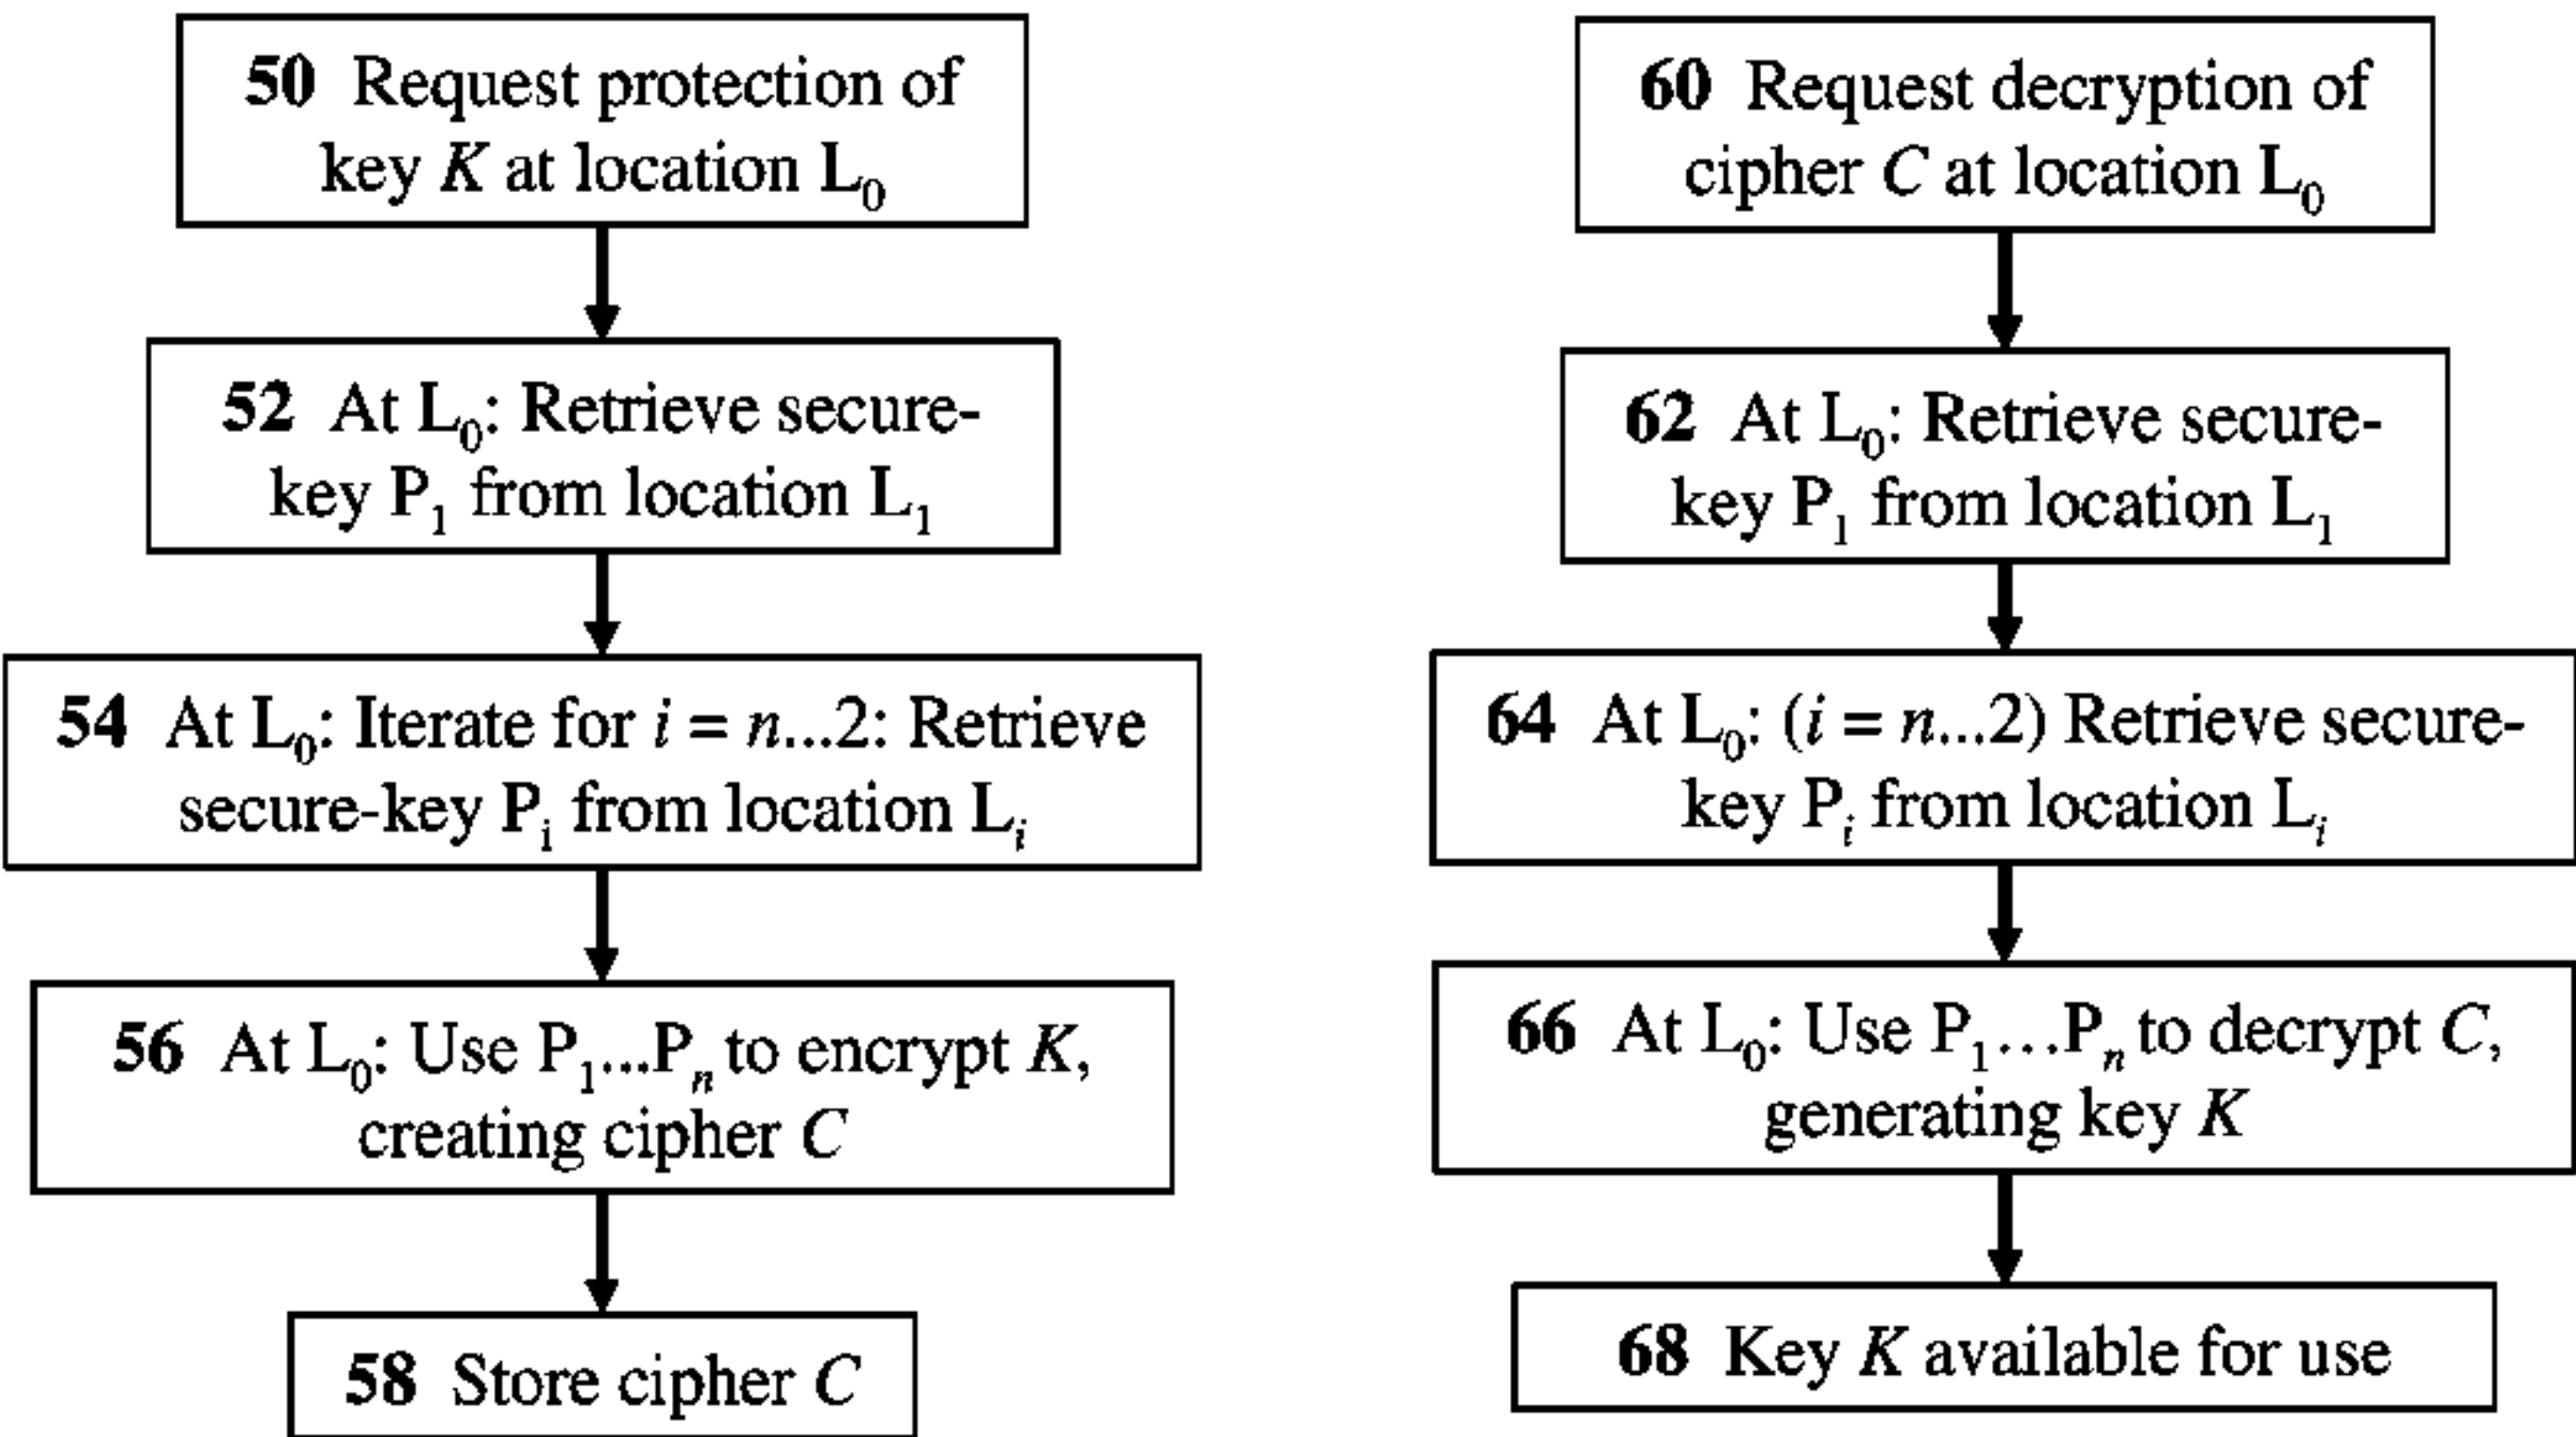 50 Request protection of
key K at location L₀
52 At L₀: Retrieve secure-
key P₁ from location L₁
54 At L₀: Iterate for i = n...2: Retrieve
secure-key Pᵢ from location Lᵢ
56 At L₀: Use P₁...Pₙ to encrypt K,
creating cipher C
58 Store cipher C
60 Request decryption of
cipher C at location L₀
62 At L₀: Retrieve secure-
key P₁ from location L₁
64 At L₀: (i = n...2) Retrieve secure-
key Pᵢ from location Lᵢ
66 At L₀: Use P₁...Pₙ to decrypt C,
generating key K
68 Key K available for use